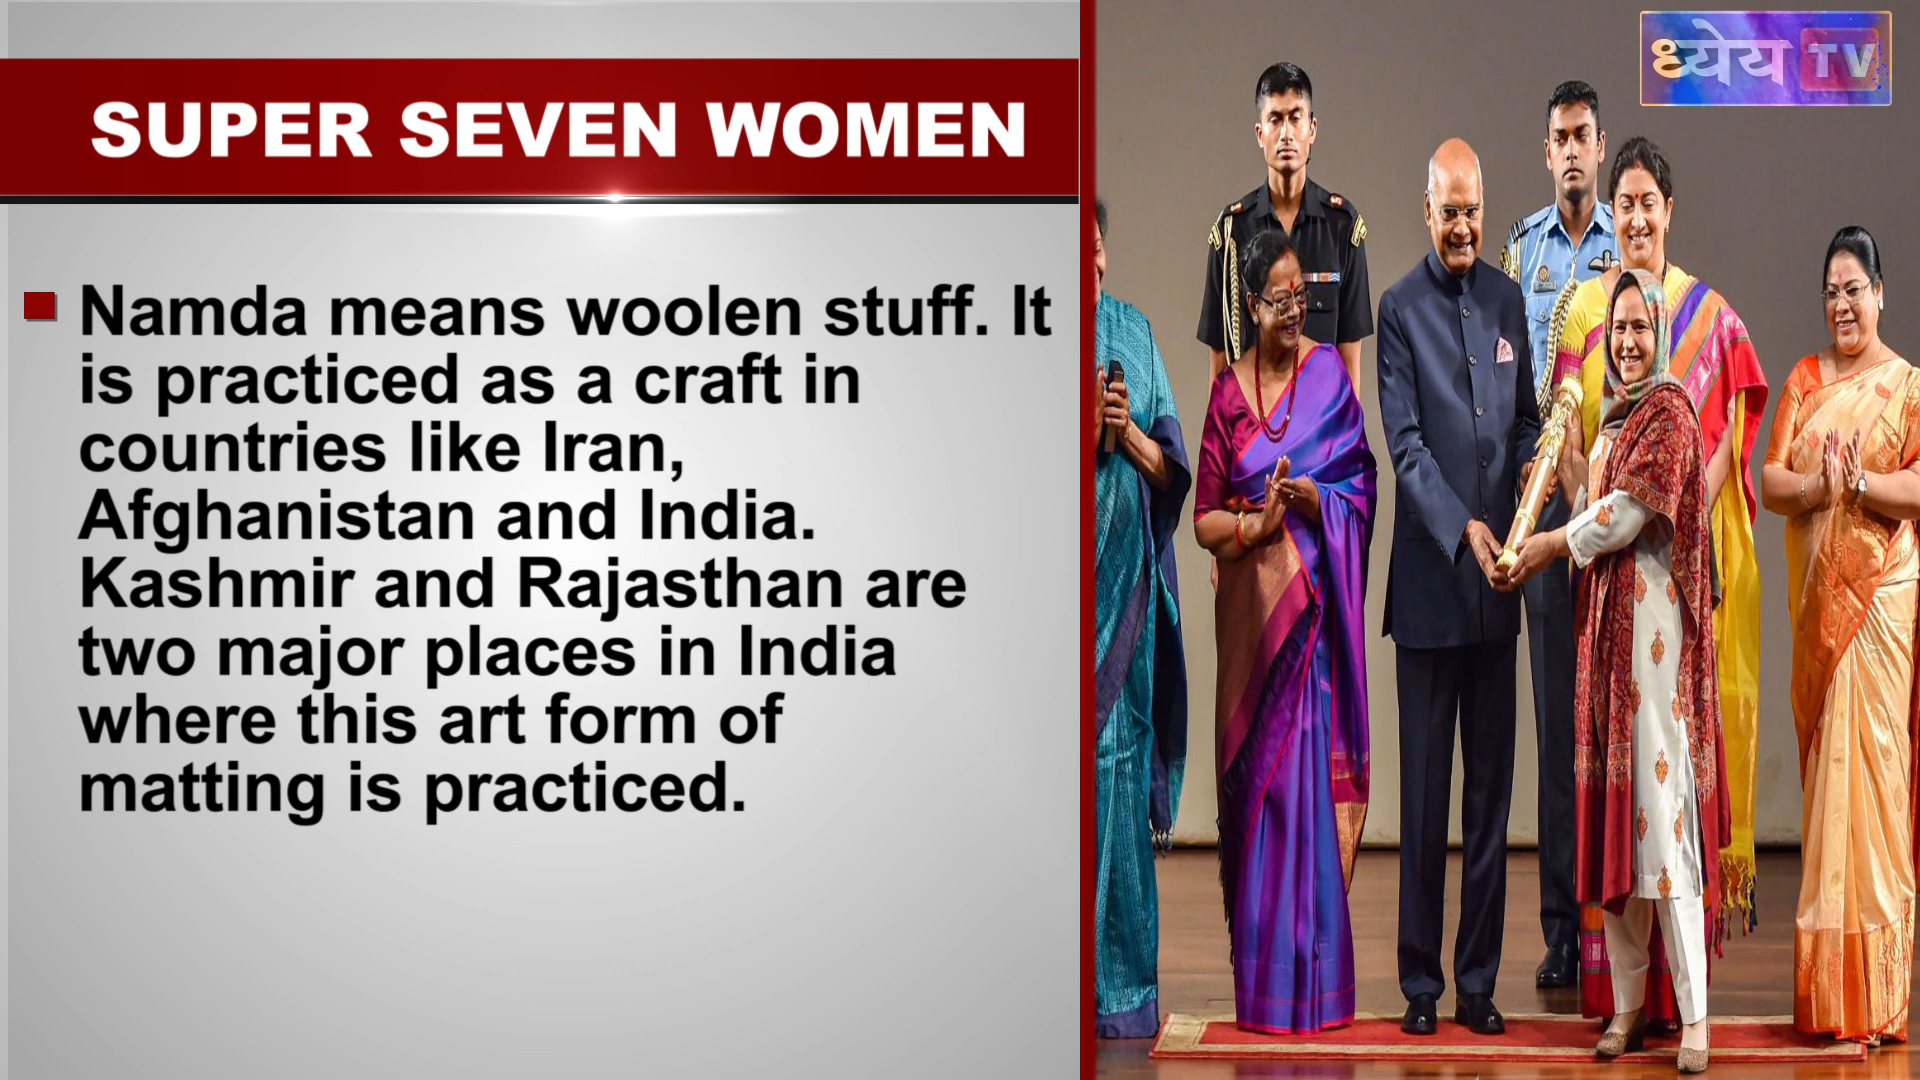 ध्येय TV
SUPER SEVEN WOMEN
Namda means woolen stuff. It
is practiced as a craft in
countries like Iran,
Afghanistan and India.
Kashmir and Rajasthan are
two major places in India
where this art form of
matting is practiced.